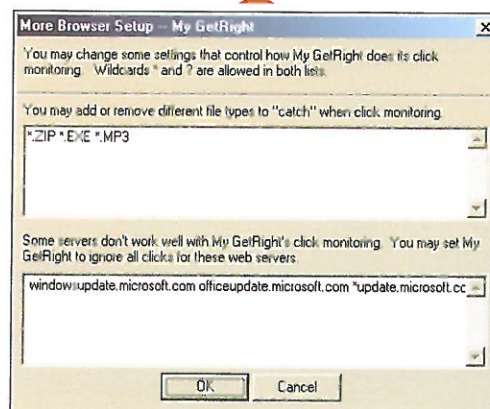 More Browser Setup -- My GetRight
You may change some settings that control how My GetRight does its click
monitoring. Wildcards * and ? are allowed in both lists.
You may add or remove different file types to "catch" when click monitoring.
*.ZIP *.EXE *.MP3
Some servers don't work well with My GetRight's click monitoring. You may set My
GetRight to ignore all clicks for these web servers.
windowsupdate.microsoft.com officeupdate.microsoft.com *update.microsoft.cc
OK
Cancel